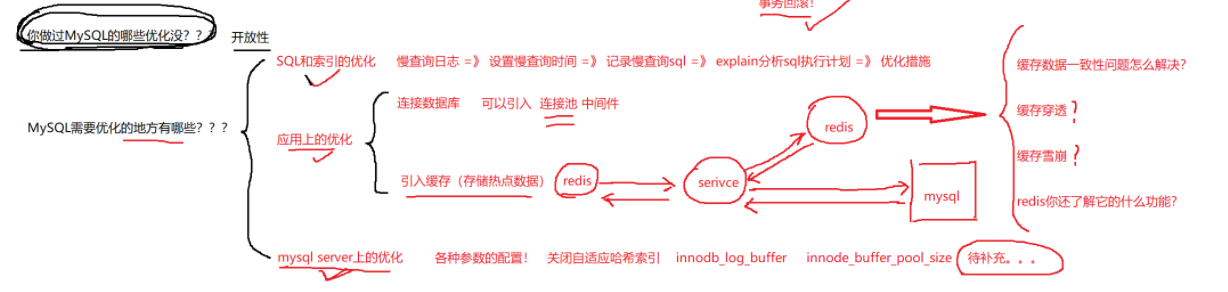 事务回滚!
你做过MySQL的哪些优化没？？？ 开放性
SQL和索引的优化 慢查询日志 =》 设置慢查询时间 =》 记录慢查询sql =》 explain分析sql执行计划 =》 优化措施
缓存数据一致性问题怎么解决？
连接数据库 可以引入 连接池 中间件
缓存穿透？
MySQL需要优化的地方有哪些？？？
redis
应用上的优化
缓存雪崩？
引入缓存（存储热点数据） redis
serivce
mysql
redis你还了解它的什么功能？
mysql server上的优化 各种参数的配置！ 关闭自适应哈希索引 innodb_log_buffer innode_buffer_pool_size 待补充。。。